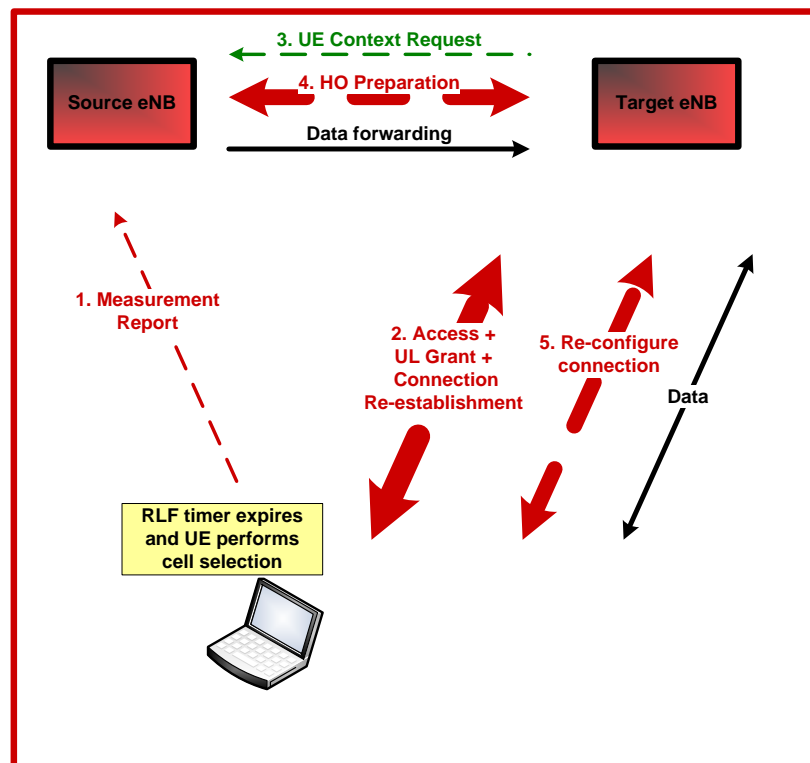 3. UE Context Request
Source eNB
4. HO Preparation
Target eNB
Data forwarding
1. Measurement
Report
2. Access +
UL Grant +
Connection
Re-establishment
5. Re-configure
connection
Data
RLF timer expires
and UE performs
cell selection